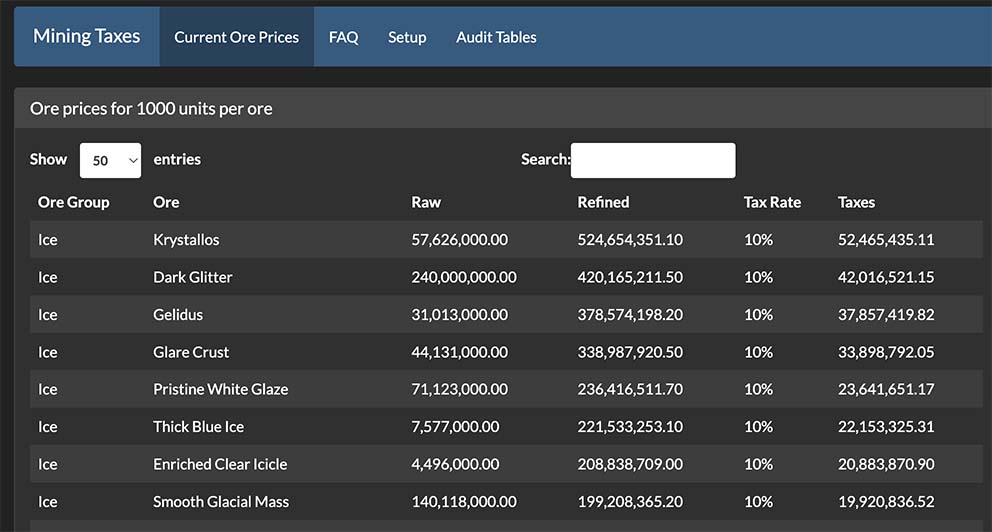 Mining Taxes Current Ore Prices FAQ Setup Audit Tables
Ore prices for 1000 units per ore
Show 50 entries Search:
Ore Group Ore Raw Refined Tax Rate Taxes
Ice Krystallos 57,626,000.00 524,654,351.10 10% 52,465,435.11
Ice Dark Glitter 240,000,000.00 420,165,211.50 10% 42,016,521.15
Ice Gelidus 31,013,000.00 378,574,198.20 10% 37,857,419.82
Ice Glare Crust 44,131,000.00 338,987,920.50 10% 33,898,792.05
Ice Pristine White Glaze 71,123,000.00 236,416,511.70 10% 23,641,651.17
Ice Thick Blue Ice 7,577,000.00 221,533,253.10 10% 22,153,325.31
Ice Enriched Clear Icicle 4,496,000.00 208,838,709.00 10% 20,883,870.90
Ice Smooth Glacial Mass 140,118,000.00 199,208,365.20 10% 19,920,836.52